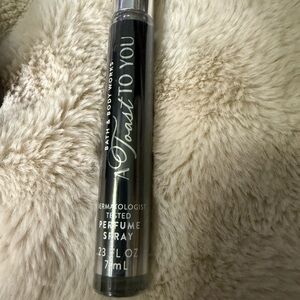 BATH & BODY WORKS
A Toast TO YOU
DERMATOLOGIST
TESTED
PERFUME
SPRAY
.23 FL OZ
7 mL